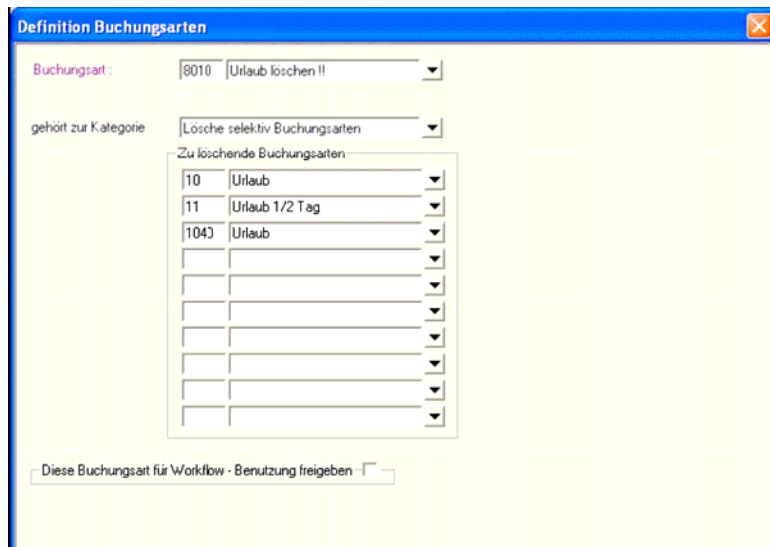 Definition Buchungsarten
Buchungsart : 8010 Urlaub löschen !!
gehört zur Kategorie Lösche selektiv Buchungsarten
Zu löschende Buchungsarten
10 Urlaub
11 Urlaub 1/2 Tag
1040 Urlaub
Diese Buchungsart für Workflow - Benutzung freigeben